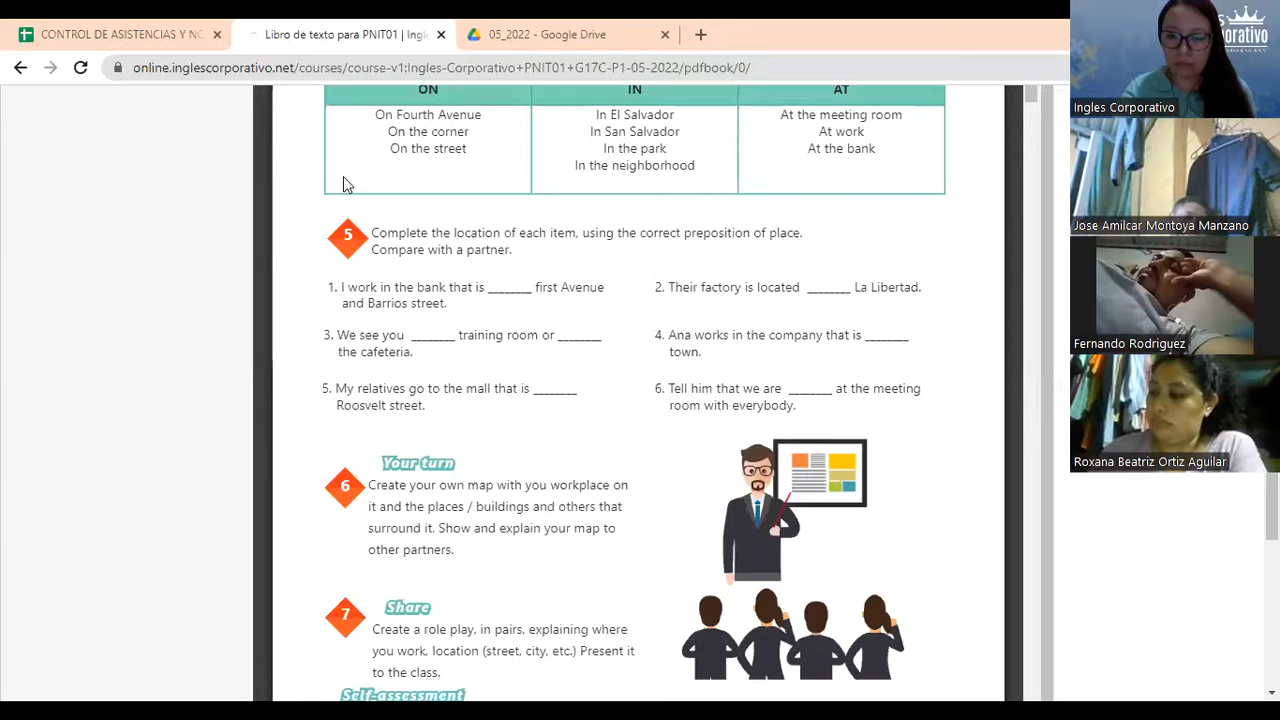 CONTROL DE ASISTENCIAS Y NO
Libro de texto para PNIT01 | Ingl
05_2022 - Google Drive
online.inglescorporativo.net/courses/course-v1:Ingles-Corporativo+PNIT01+G17C-P1-05-2022/pdfbook/0/
ON IN AT
On Fourth Avenue In El Salvador At the meeting room
On the corner In San Salvador At work
On the street In the park At the bank
In the neighborhood
5 Complete the location of each item, using the correct preposition of place.
Compare with a partner.
1. I work in the bank that is _______ first Avenue
and Barrios street.
2. Their factory is located _______ La Libertad.
3. We see you _______ training room or _______
the cafeteria.
4. Ana works in the company that is _______
town.
5. My relatives go to the mall that is _______
Roosvelt street.
6. Tell him that we are _______ at the meeting
room with everybody.
Your turn
6 Create your own map with you workplace on
it and the places / buildings and others that
surround it. Show and explain your map to
other partners.
Share
7 Create a role play, in pairs, explaining where
you work, location (street, city, etc.) Present it
to the class.
Self-assessment
Ingles Corporativo
Jose Amilcar Montoya Manzano
Fernando Rodriguez
Roxana Beatriz Ortiz Aguilar